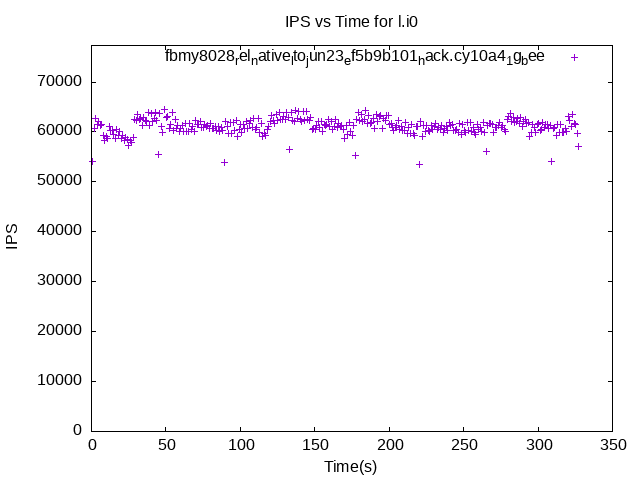 IPS vs Time for l.i0
fbmy8028relnativeltojun23ef5b9b101hack.cy10a41gbee
70000
60000
50000
40000
30000
20000
10000
0
IPS
0 50 100 150 200 250 300 350
Time(s)